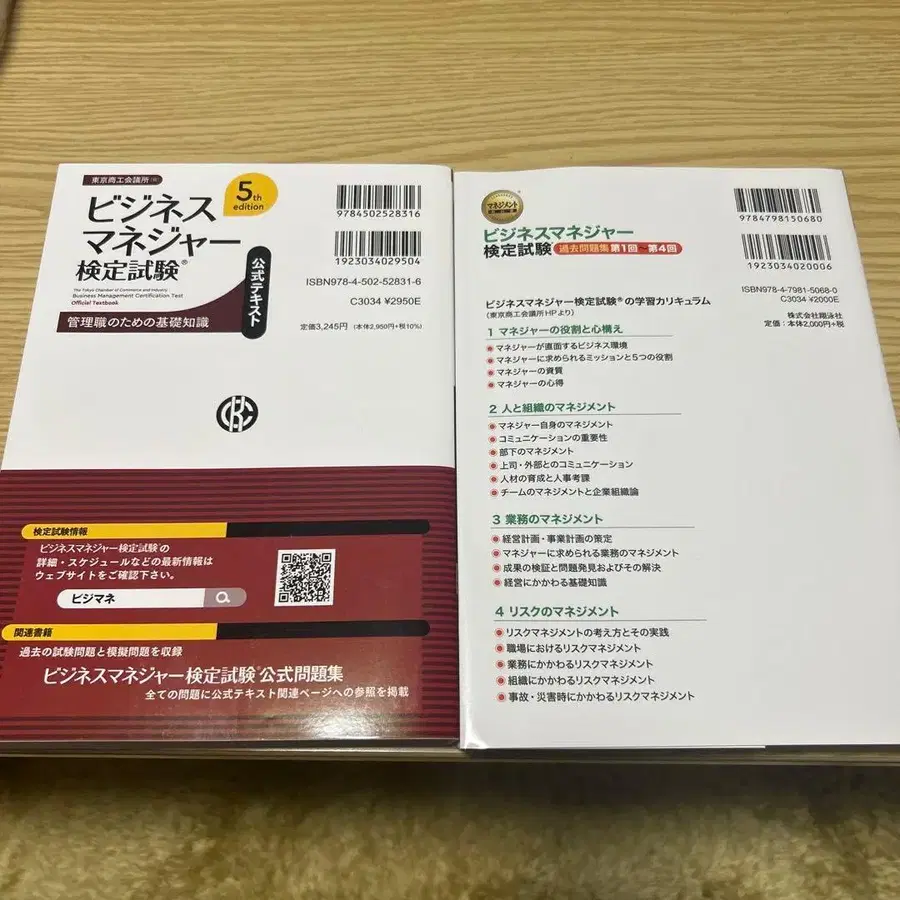 東京商工会議所
5th
edition
ビジネス
マネジャー
検定試験®
The Tokyo Chamber of Commerce and Industry
Business Management Certification Test
Official Textbook
公式テキスト
管理職のための基礎知識
9784502528316
1923034029504
ISBN978-4-502-52831-6
C3034 ¥2950E
定価3,245円 (本体2,950円+税10%)
検定試験情報
ビジネスマネジャー検定試験®の
詳細・スケジュールなどの最新情報は
ウェブサイトをご確認下さい。
ビジマネ
関連書籍
過去の試験問題と模擬問題を収録
ビジネスマネジャー検定試験®公式問題集
全ての問題に公式テキスト関連ページへの参照を掲載
マネジメント
ビジネスマネジャー
検定試験 過去問題集 第1回～第4回
9784798150680
1923034020006
ISBN978-4-7981-5068-0
C3034 ¥2000E
株式会社翔泳社
定価:本体2,000円+税
ビジネスマネジャー検定試験®の学習カリキュラム
(東京商工会議所HPより)
1 マネジャーの役割と心構え
マネジャーが直面するビジネス環境
マネジャーに求められるミッションと5つの役割
マネジャーの資質
マネジャーの心得
2 人と組織のマネジメント
マネジャー自身のマネジメント
コミュニケーションの重要性
部下のマネジメント
上司・外部とのコミュニケーション
人材の育成と人事考課
チームのマネジメントと企業組織論
3 業務のマネジメント
経営計画・事業計画の策定
マネジャーに求められる業務のマネジメント
成果の検証と問題発見およびその解決
経営にかかわる基礎知識
4 リスクのマネジメント
リスクマネジメントの考え方とその実践
職場におけるリスクマネジメント
業務にかかわるリスクマネジメント
組織にかかわるリスクマネジメント
事故・災害時にかかわるリスクマネジメント